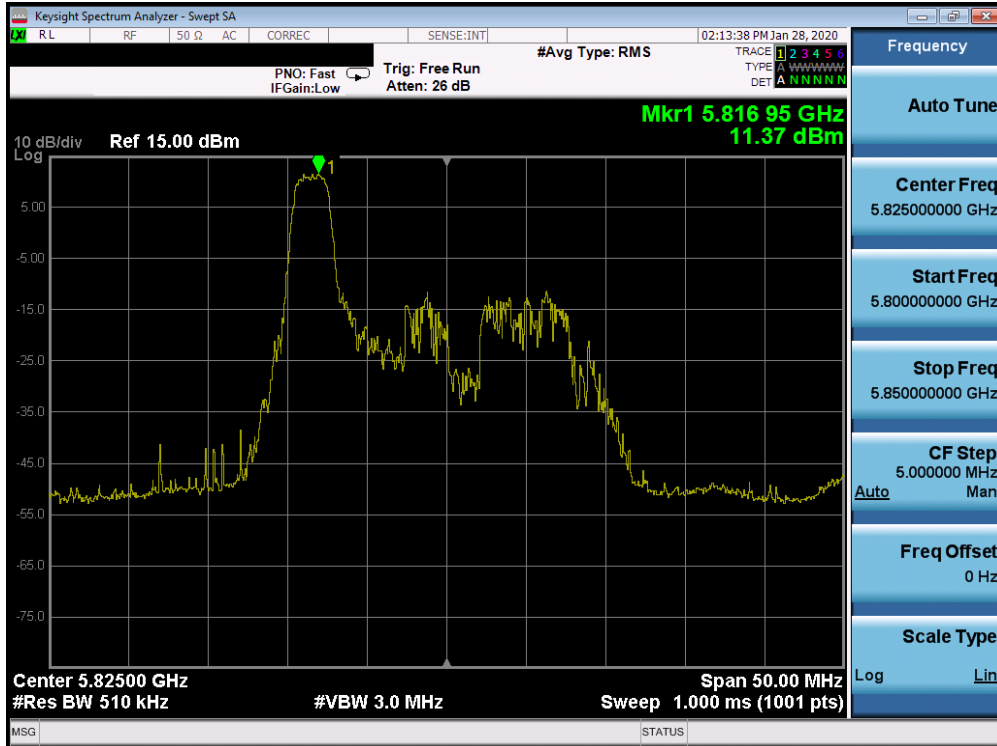 Keysight Spectrum Analyzer - Swept SA
LXI RL RF 50 Ω AC CORREC SENSE:INT 02:13:38 PM Jan 28, 2020
#Avg Type: RMS
TRACE 1 2 3 4 5 6
PNO: Fast Trig: Free Run TYPE A WWWWW
IFGain:Low Atten: 26 dB DET A N N N N N
Mkr1 5.816 95 GHz
11.37 dBm
10 dB/div Ref 15.00 dBm
Log
1
5.00
-5.00
-15.0
-25.0
-35.0
-45.0
-55.0
-65.0
-75.0
Center 5.82500 GHz Span 50.00 MHz
#Res BW 510 kHz #VBW 3.0 MHz Sweep 1.000 ms (1001 pts)
MSG STATUS
Frequency
Auto Tune
Center Freq
5.825000000 GHz
Start Freq
5.800000000 GHz
Stop Freq
5.850000000 GHz
CF Step
5.000000 MHz
Auto Man
Freq Offset
0 Hz
Scale Type
Log Lin